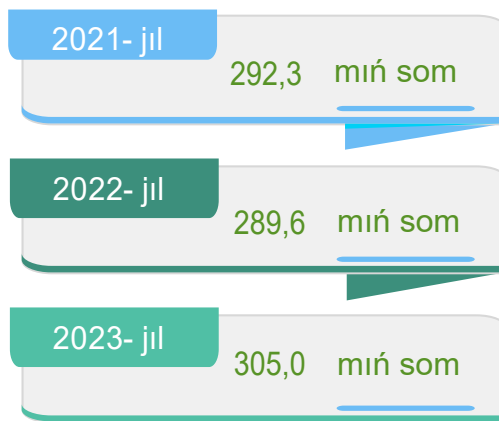 2021- jıl
292,3 mıń som
2022- jıl
289,6 mıń som
2023- jıl
305,0 mıń som